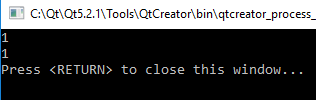 C:\Qt\Qt5.2.1\Tools\QtCreator\bin\qtcreator_process_
1
1
Press <RETURN> to close this window...